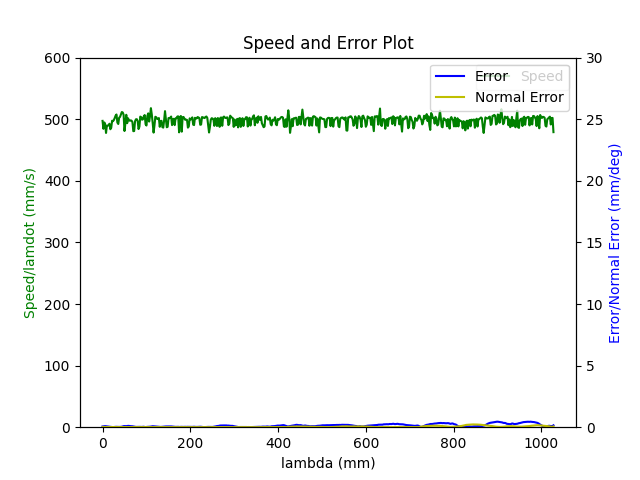 Speed and Error Plot
600
500
400
300
200
100
0
30
25
20
15
10
5
0
Speed/lamdot (mm/s)
Error/Normal Error (mm/deg)
Error
Speed
Normal Error
0
200
400
600
800
1000
lambda (mm)